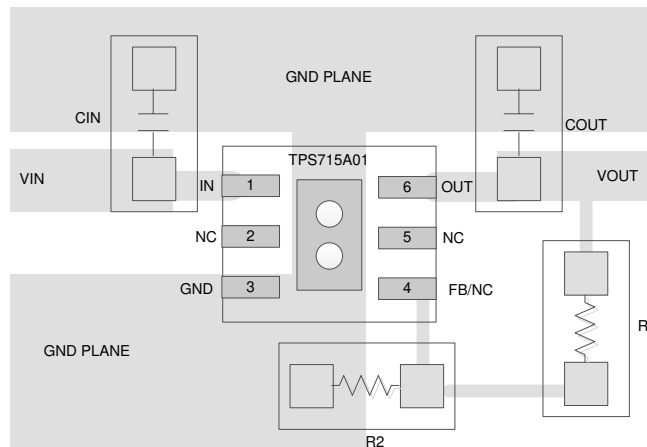 GND PLANE
CIN
COUT
TPS715A01
VIN
IN
1
6
OUT
VOUT
NC
2
5
NC
GND
3
4
FB/NC
R
GND PLANE
R2